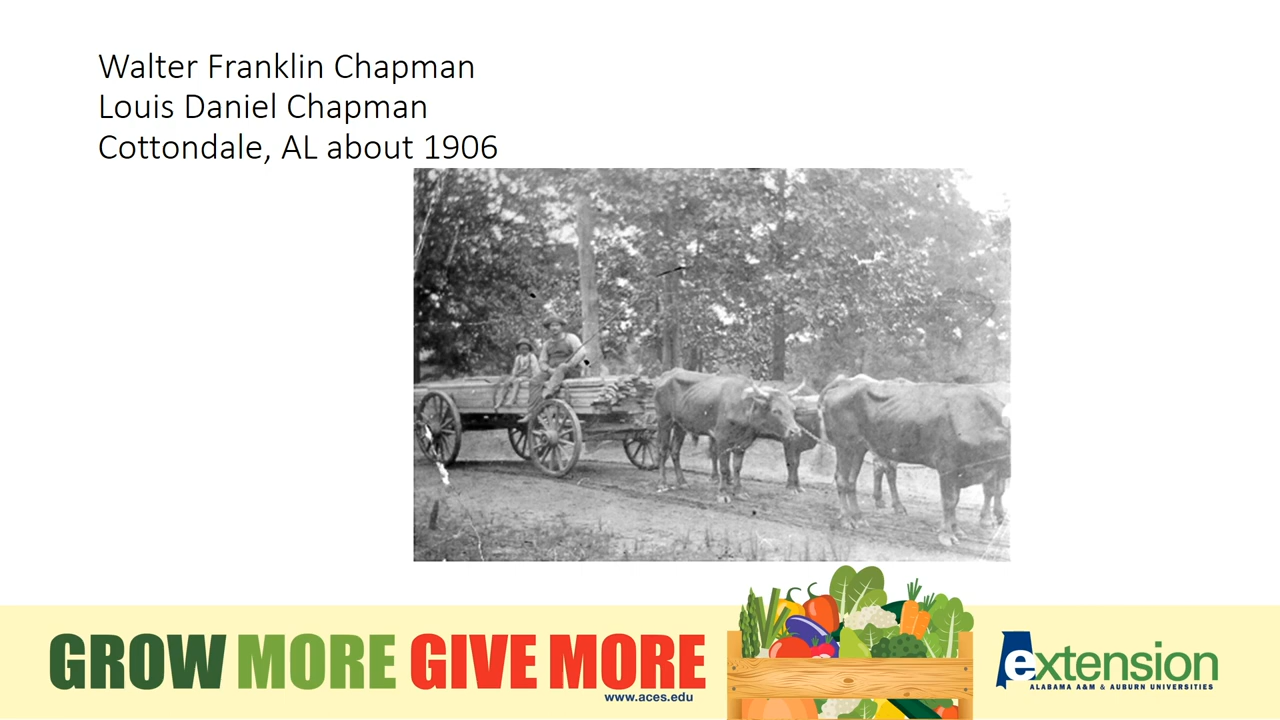 Walter Franklin Chapman
Louis Daniel Chapman
Cottondale, AL about 1906
GROW MORE GIVE MORE
www.aces.edu
extension
ALABAMA A&M & AUBURN UNIVERSITIES